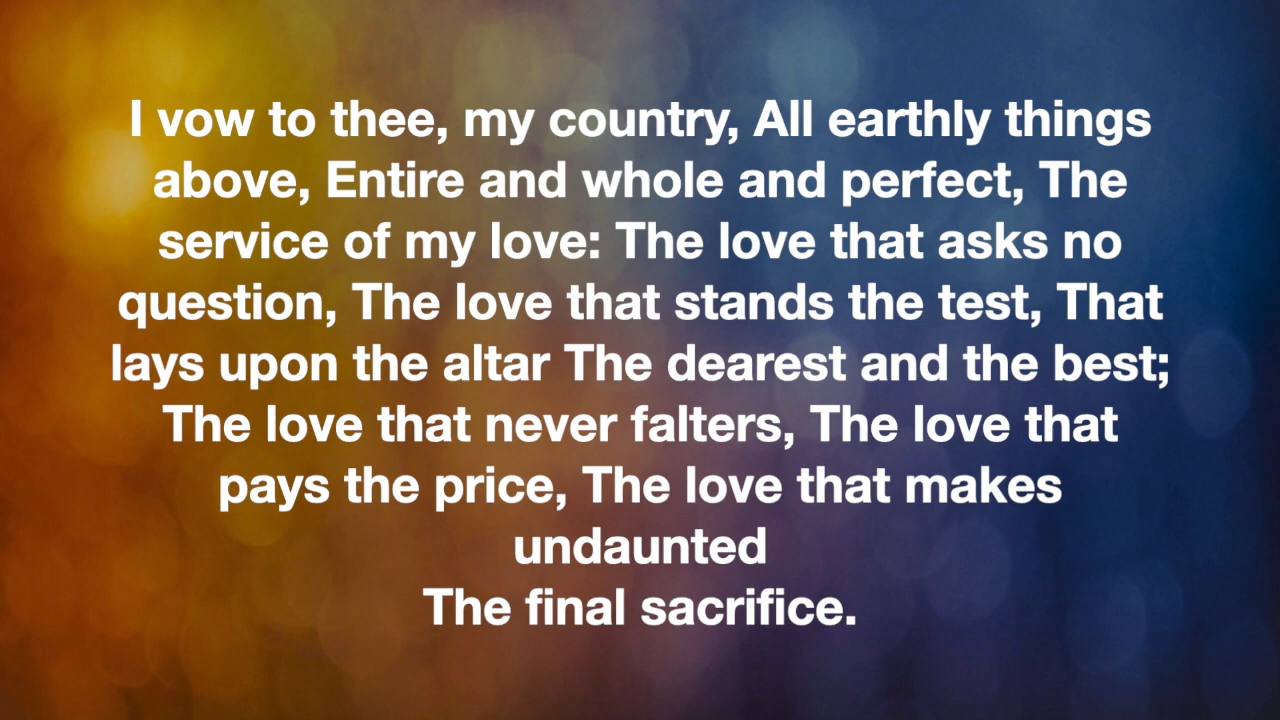 I vow to thee, my country, All earthly things
above, Entire and whole and perfect, The
service of my love: The love that asks no
question, The love that stands the test, That
lays upon the altar The dearest and the best;
The love that never falters, The love that
pays the price, The love that makes
undaunted
The final sacrifice.